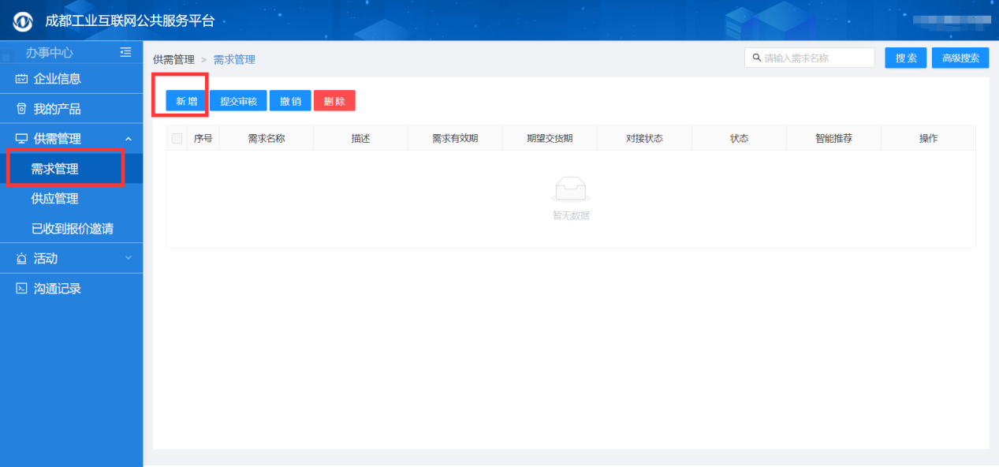 成都工业互联网公共服务平台
办事中心
企业信息
我的产品
供需管理
需求管理
供应管理
已收到报价邀请
活动
沟通记录
供需管理 > 需求管理
请输入需求名称 搜 索 高级搜索
新 增 提交审核 撤 销 删 除
序号 需求名称 描述 需求有效期 期望交货期 对接状态 状态 智能推荐 操作
暂无数据